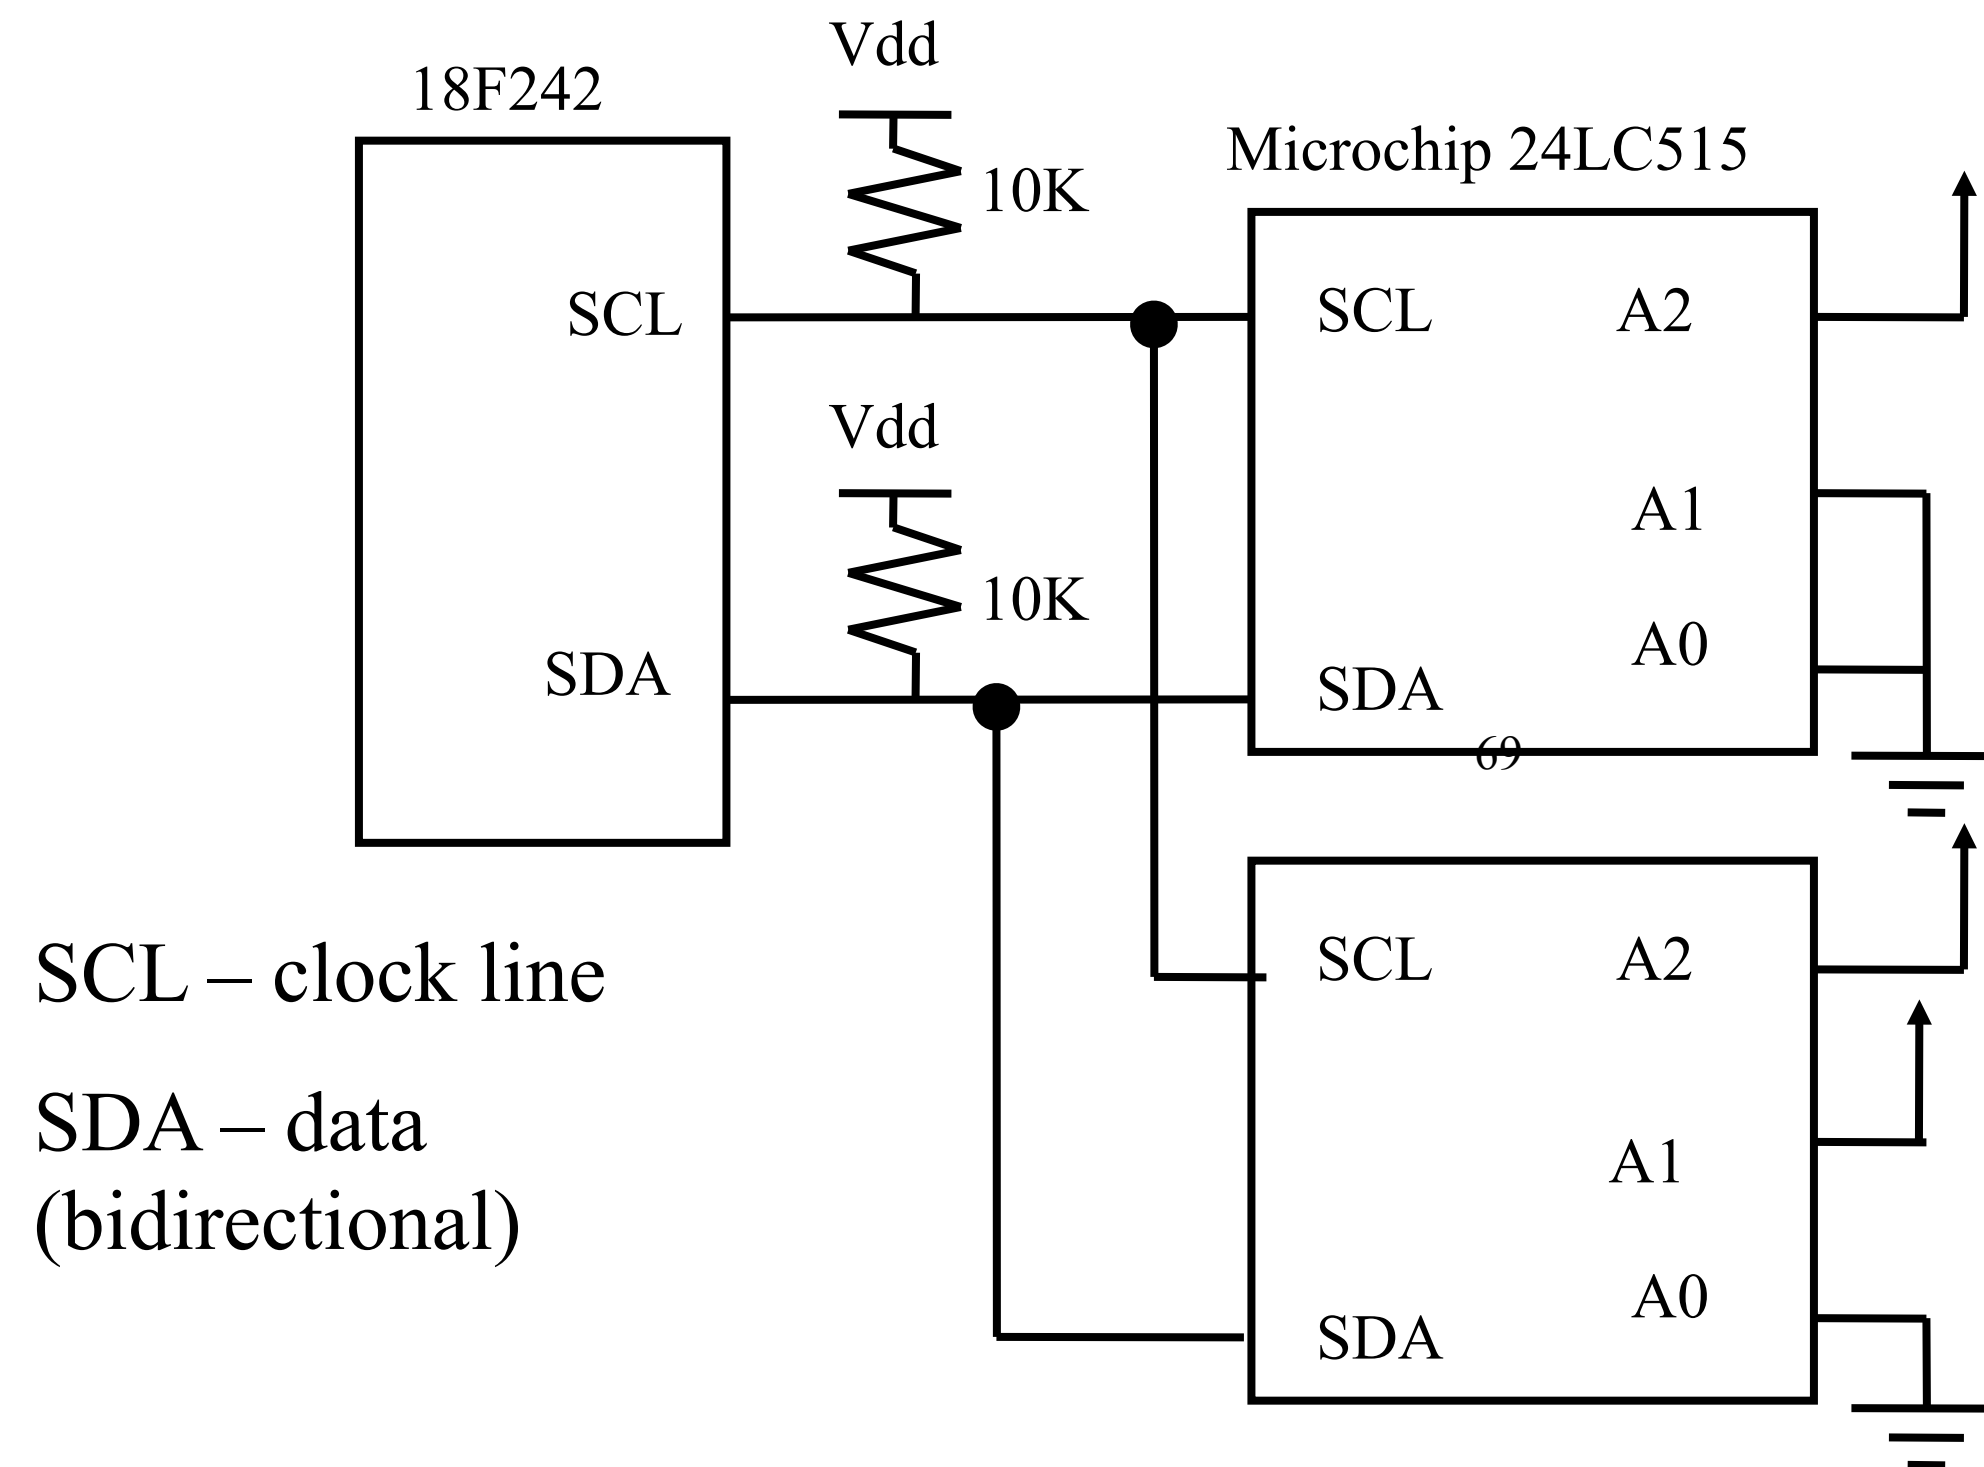 Vdd
18F242
Microchip 24LC515
10K
SCL
SCL
A2
Vdd
A1
10K
A0
SDA
SDA
69
SCL
A2
SCL – clock line
SDA – data
(bidirectional)
A1
A0
SDA